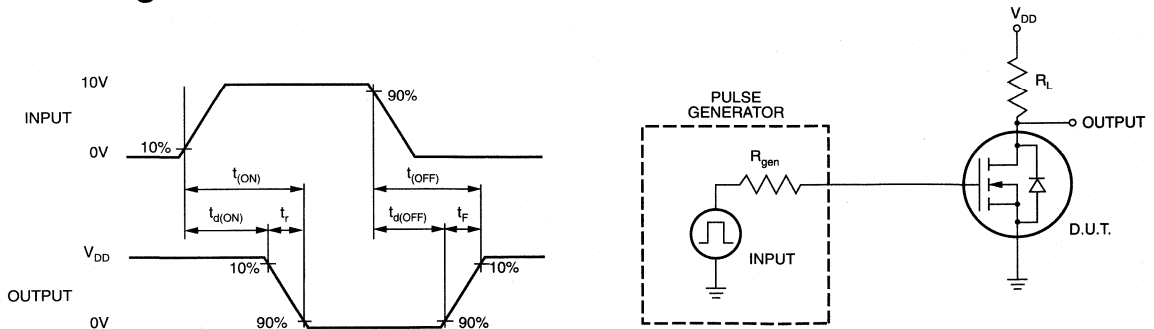 10V
INPUT
0V
10%
90%
t(ON)
t(OFF)
td(ON)
tr
td(OFF)
tF
VDD
OUTPUT
0V
10%
90%
90%
10%
PULSE
GENERATOR
Rgen
INPUT
VDD
RL
OUTPUT
D.U.T.